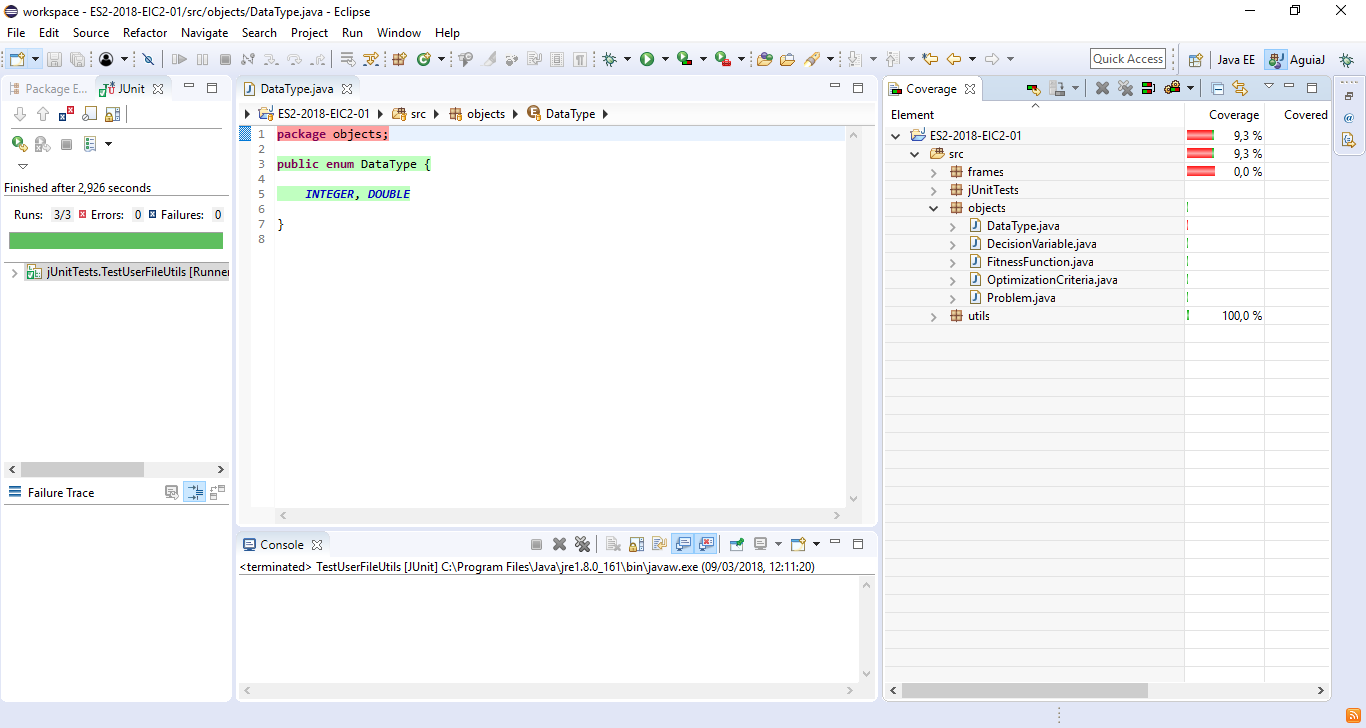 workspace - ES2-2018-EIC2-01/src/objects/DataType.java - Eclipse
File Edit Source Refactor Navigate Search Project Run Window Help
Quick Access Java EE AguiaJ
Package E... JUnit
Finished after 2,926 seconds
Runs: 3/3 Errors: 0 Failures: 0
jUnitTests.TestUserFileUtils [Runner
Failure Trace
DataType.java
ES2-2018-EIC2-01 src objects DataType
1 package objects;
2
3 public enum DataType {
4
5 INTEGER, DOUBLE
6
7 }
8
Console
<terminated> TestUserFileUtils [JUnit] C:\Program Files\Java\jre1.8.0_161\bin\javaw.exe (09/03/2018, 12:11:20)
Coverage
Element Coverage Covered
ES2-2018-EIC2-01 9,3 %
src 9,3 %
frames 0,0 %
jUnitTests
objects
DataType.java
DecisionVariable.java
FitnessFunction.java
OptimizationCriteria.java
Problem.java
utils 100,0 %